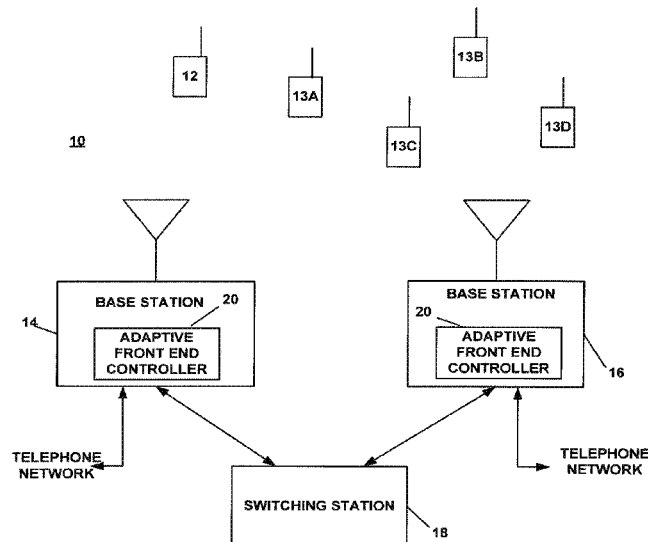 12
13A
13B
13C
13D
10
BASE STATION
20
14
ADAPTIVE
FRONT END
CONTROLLER
BASE STATION
20
ADAPTIVE
FRONT END
CONTROLLER
16
TELEPHONE
NETWORK
TELEPHONE
NETWORK
SWITCHING STATION
18